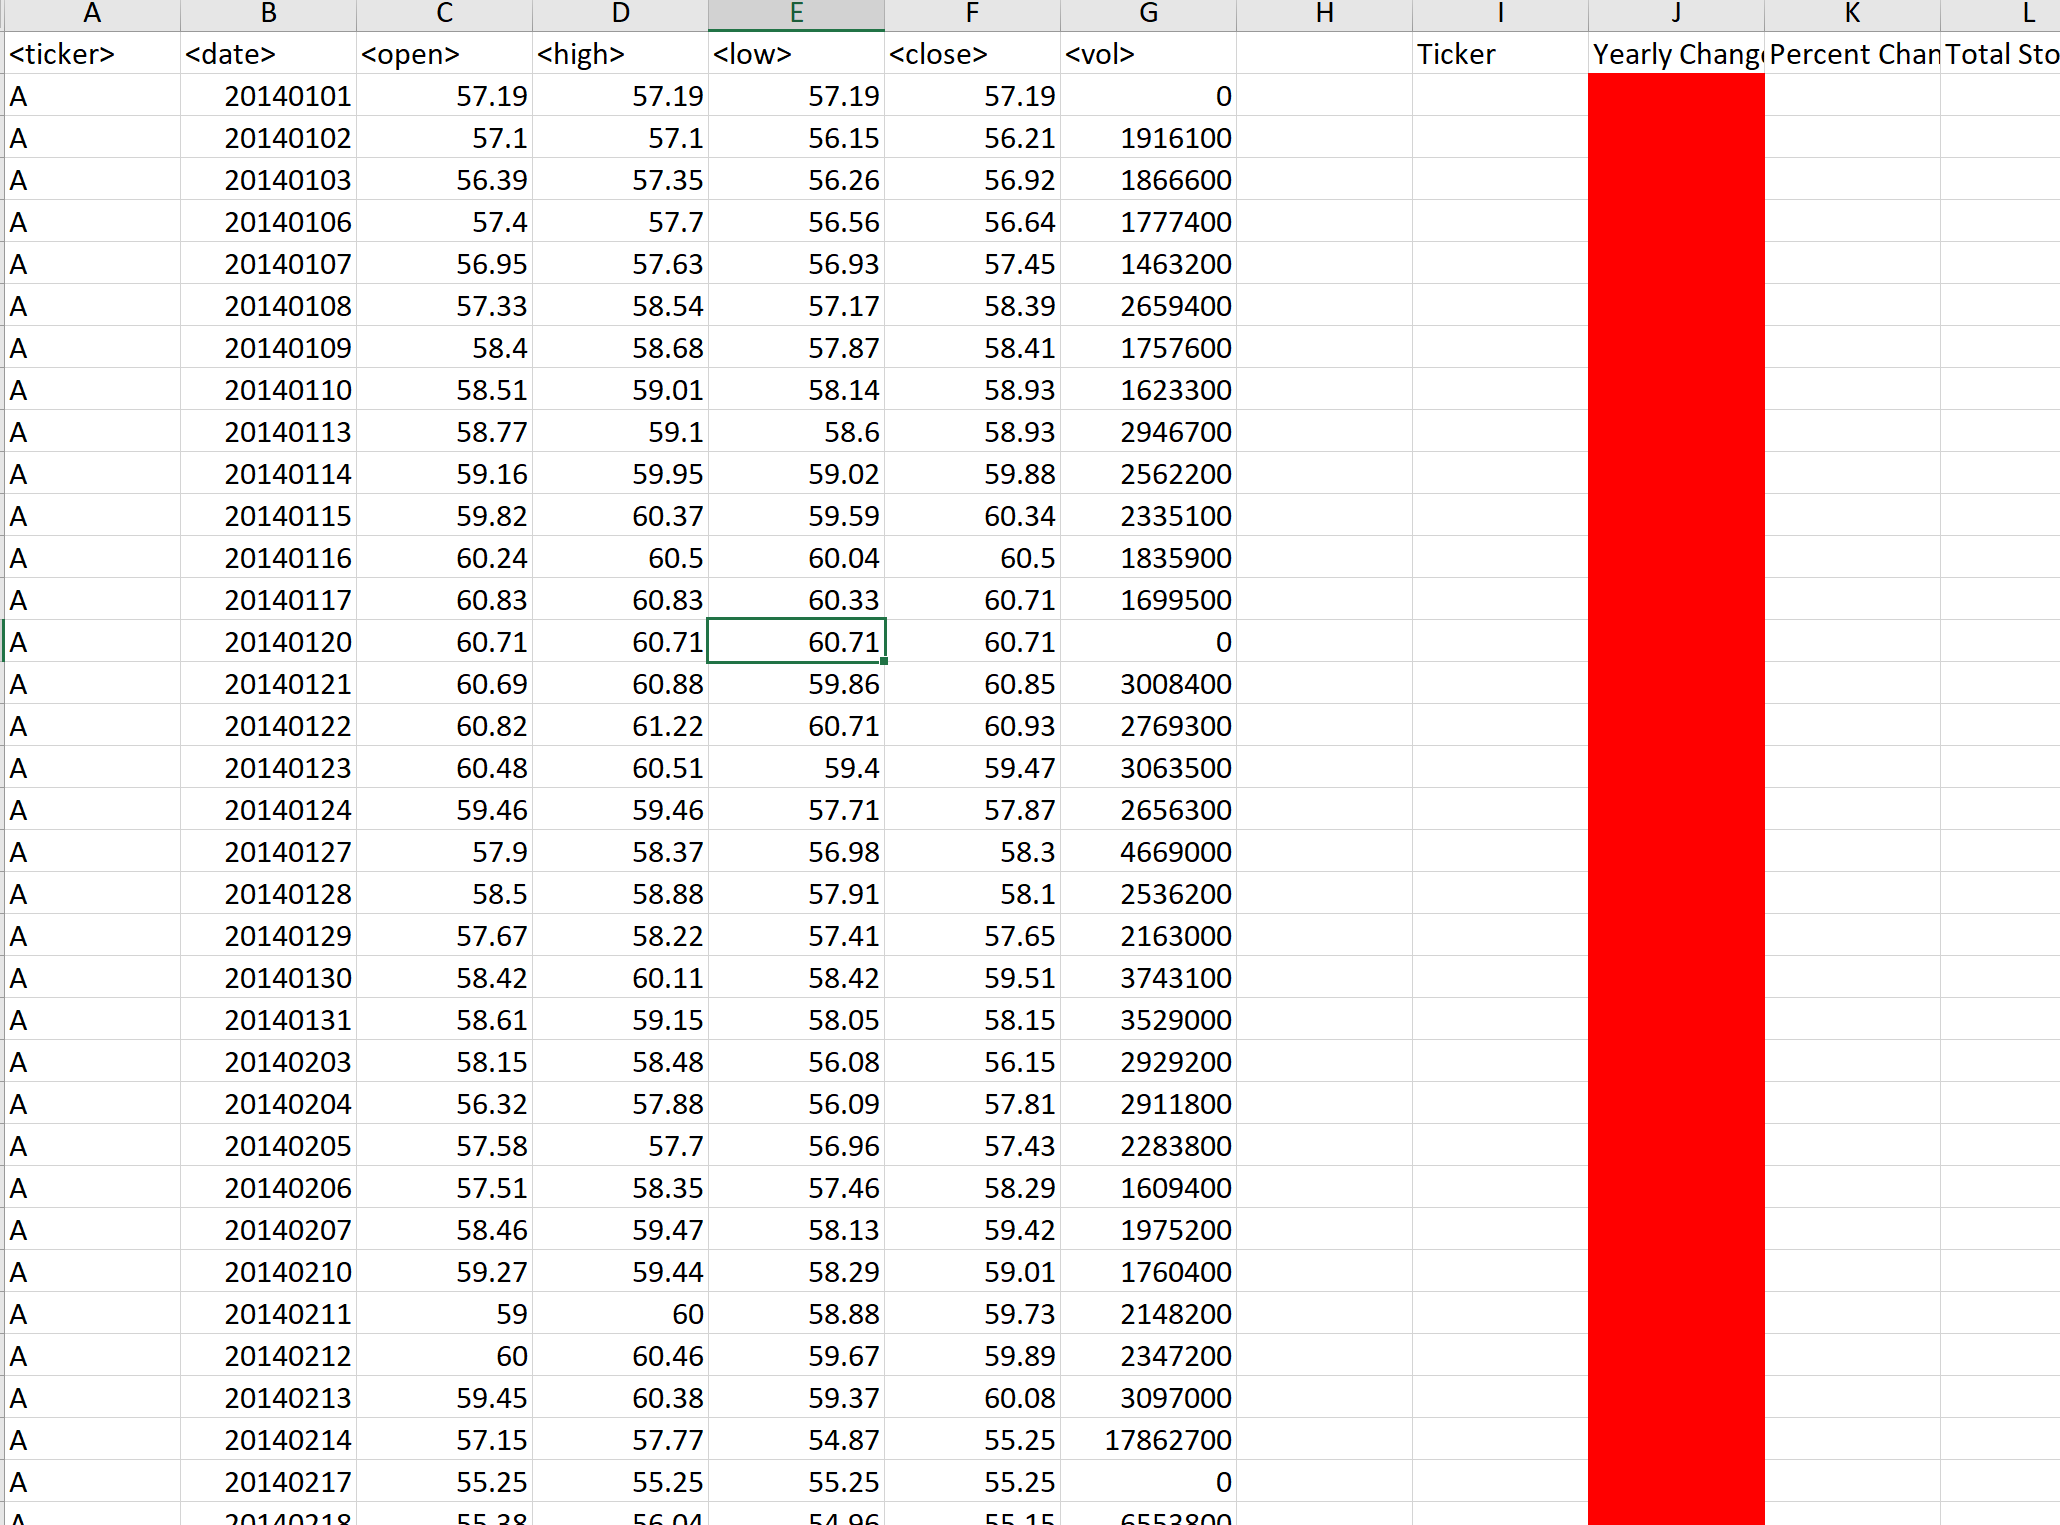 A B C D E F G H I J K L
<ticker> <date> <open> <high> <low> <close> <vol> Ticker Yearly Chang Percent Chan Total Sto
A 20140101 57.19 57.19 57.19 57.19 0
A 20140102 57.1 57.1 56.15 56.21 1916100
A 20140103 56.39 57.35 56.26 56.92 1866600
A 20140106 57.4 57.7 56.56 56.64 1777400
A 20140107 56.95 57.63 56.93 57.45 1463200
A 20140108 57.33 58.54 57.17 58.39 2659400
A 20140109 58.4 58.68 57.87 58.41 1757600
A 20140110 58.51 59.01 58.14 58.93 1623300
A 20140113 58.77 59.1 58.6 58.93 2946700
A 20140114 59.16 59.95 59.02 59.88 2562200
A 20140115 59.82 60.37 59.59 60.34 2335100
A 20140116 60.24 60.5 60.04 60.5 1835900
A 20140117 60.83 60.83 60.33 60.71 1699500
A 20140120 60.71 60.71 60.71 60.71 0
A 20140121 60.69 60.88 59.86 60.85 3008400
A 20140122 60.82 61.22 60.71 60.93 2769300
A 20140123 60.48 60.51 59.4 59.47 3063500
A 20140124 59.46 59.46 57.71 57.87 2656300
A 20140127 57.9 58.37 56.98 58.3 4669000
A 20140128 58.5 58.88 57.91 58.1 2536200
A 20140129 57.67 58.22 57.41 57.65 2163000
A 20140130 58.42 60.11 58.42 59.51 3743100
A 20140131 58.61 59.15 58.05 58.15 3529000
A 20140203 58.15 58.48 56.08 56.15 2929200
A 20140204 56.32 57.88 56.09 57.81 2911800
A 20140205 57.58 57.7 56.96 57.43 2283800
A 20140206 57.51 58.35 57.46 58.29 1609400
A 20140207 58.46 59.47 58.13 59.42 1975200
A 20140210 59.27 59.44 58.29 59.01 1760400
A 20140211 59 60 58.88 59.73 2148200
A 20140212 60 60.46 59.67 59.89 2347200
A 20140213 59.45 60.38 59.37 60.08 3097000
A 20140214 57.15 57.77 54.87 55.25 17862700
A 20140217 55.25 55.25 55.25 55.25 0
A 20140218 55.38 56.04 54.96 55.15 6553800